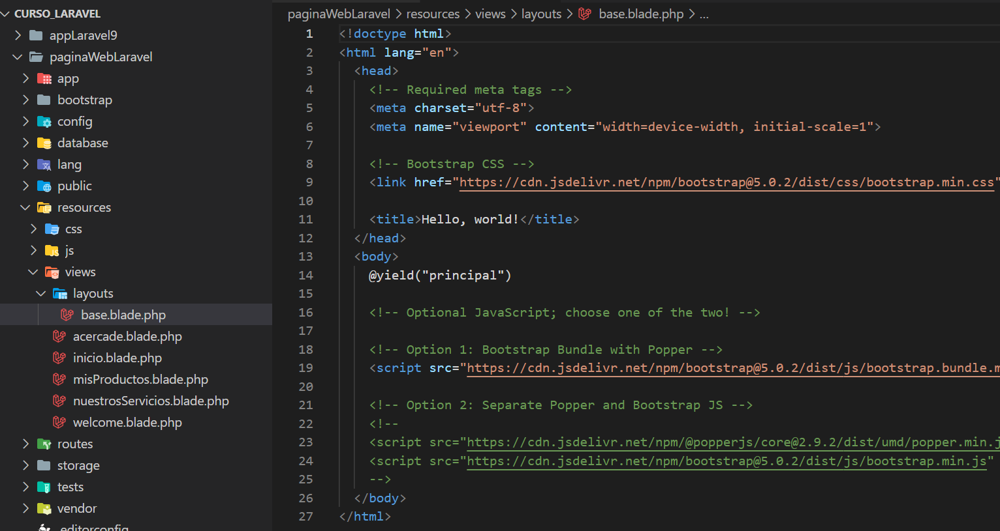 CURSO_LARAVEL
appLaravel9
paginaWebLaravel
app
bootstrap
config
database
lang
public
resources
css
js
views
layouts
base.blade.php
acercade.blade.php
inicio.blade.php
misProductos.blade.php
nuestrosServicios.blade.php
welcome.blade.php
routes
storage
tests
vendor
.editorconfig
paginaWebLaravel > resources > views > layouts > base.blade.php > ...
1 <!doctype html>
2 <html lang="en">
3 <head>
4 <!-- Required meta tags -->
5 <meta charset="utf-8">
6 <meta name="viewport" content="width=device-width, initial-scale=1">
7
8 <!-- Bootstrap CSS -->
9 <link href="https://cdn.jsdelivr.net/npm/bootstrap@5.0.2/dist/css/bootstrap.min.css"
10
11 <title>Hello, world!</title>
12 </head>
13 <body>
14 @yield("principal")
15
16 <!-- Optional JavaScript; choose one of the two! -->
17
18 <!-- Option 1: Bootstrap Bundle with Popper -->
19 <script src="https://cdn.jsdelivr.net/npm/bootstrap@5.0.2/dist/js/bootstrap.bundle.m
20
21 <!-- Option 2: Separate Popper and Bootstrap JS -->
22 <!--
23 <script src="https://cdn.jsdelivr.net/npm/@popperjs/core@2.9.2/dist/umd/popper.min.j
24 <script src="https://cdn.jsdelivr.net/npm/bootstrap@5.0.2/dist/js/bootstrap.min.js"
25 -->
26 </body>
27 </html>